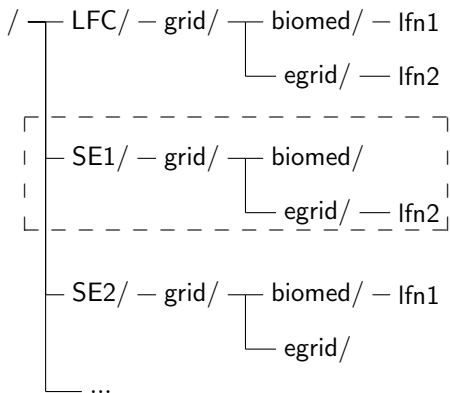 / LFC/ grid/ biomed/ lfn1
egrid/ lfn2
SE1/ grid/ biomed/
egrid/ lfn2
SE2/ grid/ biomed/ lfn1
egrid/
...